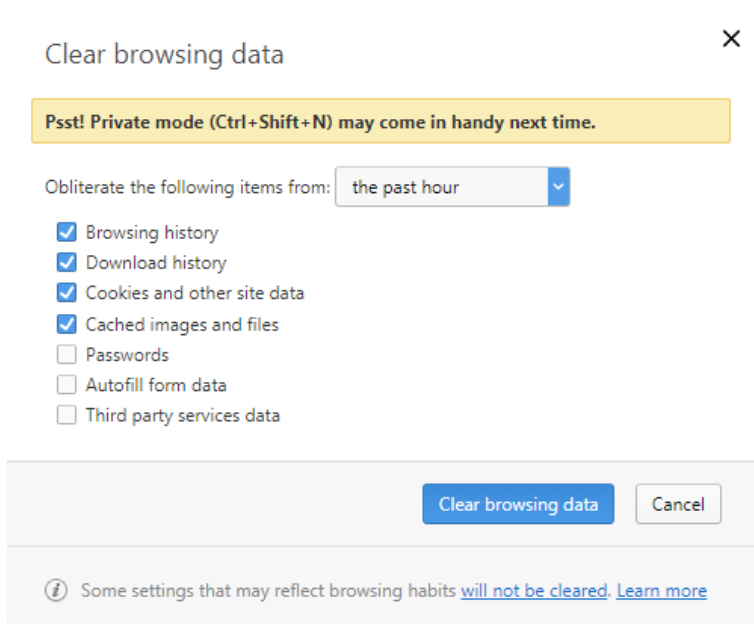 Clear browsing data
Psst! Private mode (Ctrl+Shift+N) may come in handy next time.
Obliterate the following items from: the past hour
Browsing history
Download history
Cookies and other site data
Cached images and files
Passwords
Autofill form data
Third party services data
Clear browsing data Cancel
Some settings that may reflect browsing habits will not be cleared. Learn more